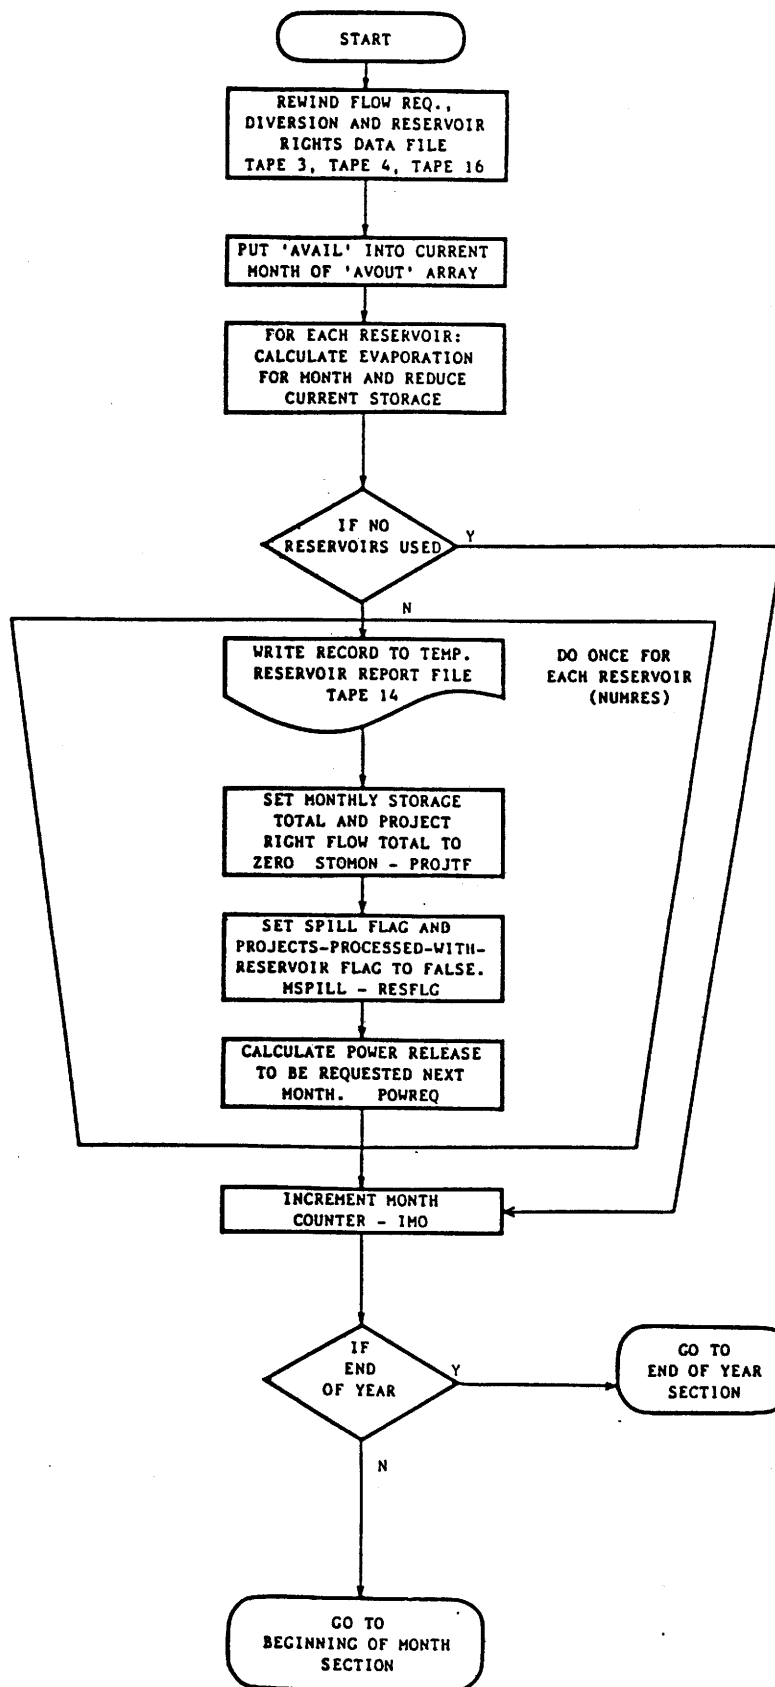 START
REWIND FLOW REQ.,
DIVERSION AND RESERVOIR
RIGHTS DATA FILE
TAPE 3, TAPE 4, TAPE 16
PUT 'AVAIL' INTO CURRENT
MONTH OF 'AVOUT' ARRAY
FOR EACH RESERVOIR:
CALCULATE EVAPORATION
FOR MONTH AND REDUCE
CURRENT STORAGE
IF NO
RESERVOIRS USED
Y
N
WRITE RECORD TO TEMP.
RESERVOIR REPORT FILE
TAPE 14
DO ONCE FOR
EACH RESERVOIR
(NUMRES)
SET MONTHLY STORAGE
TOTAL AND PROJECT
RIGHT FLOW TOTAL TO
ZERO STOMON - PROJTF
SET SPILL FLAG AND
PROJECTS-PROCESSED-WITH-
RESERVOIR FLAG TO FALSE.
MSPILL - RESFLG
CALCULATE POWER RELEASE
TO BE REQUESTED NEXT
MONTH. POWREQ
INCREMENT MONTH
COUNTER - IMO
IF
END
OF YEAR
Y
GO TO
END OF YEAR
SECTION
N
GO TO
BEGINNING OF MONTH
SECTION